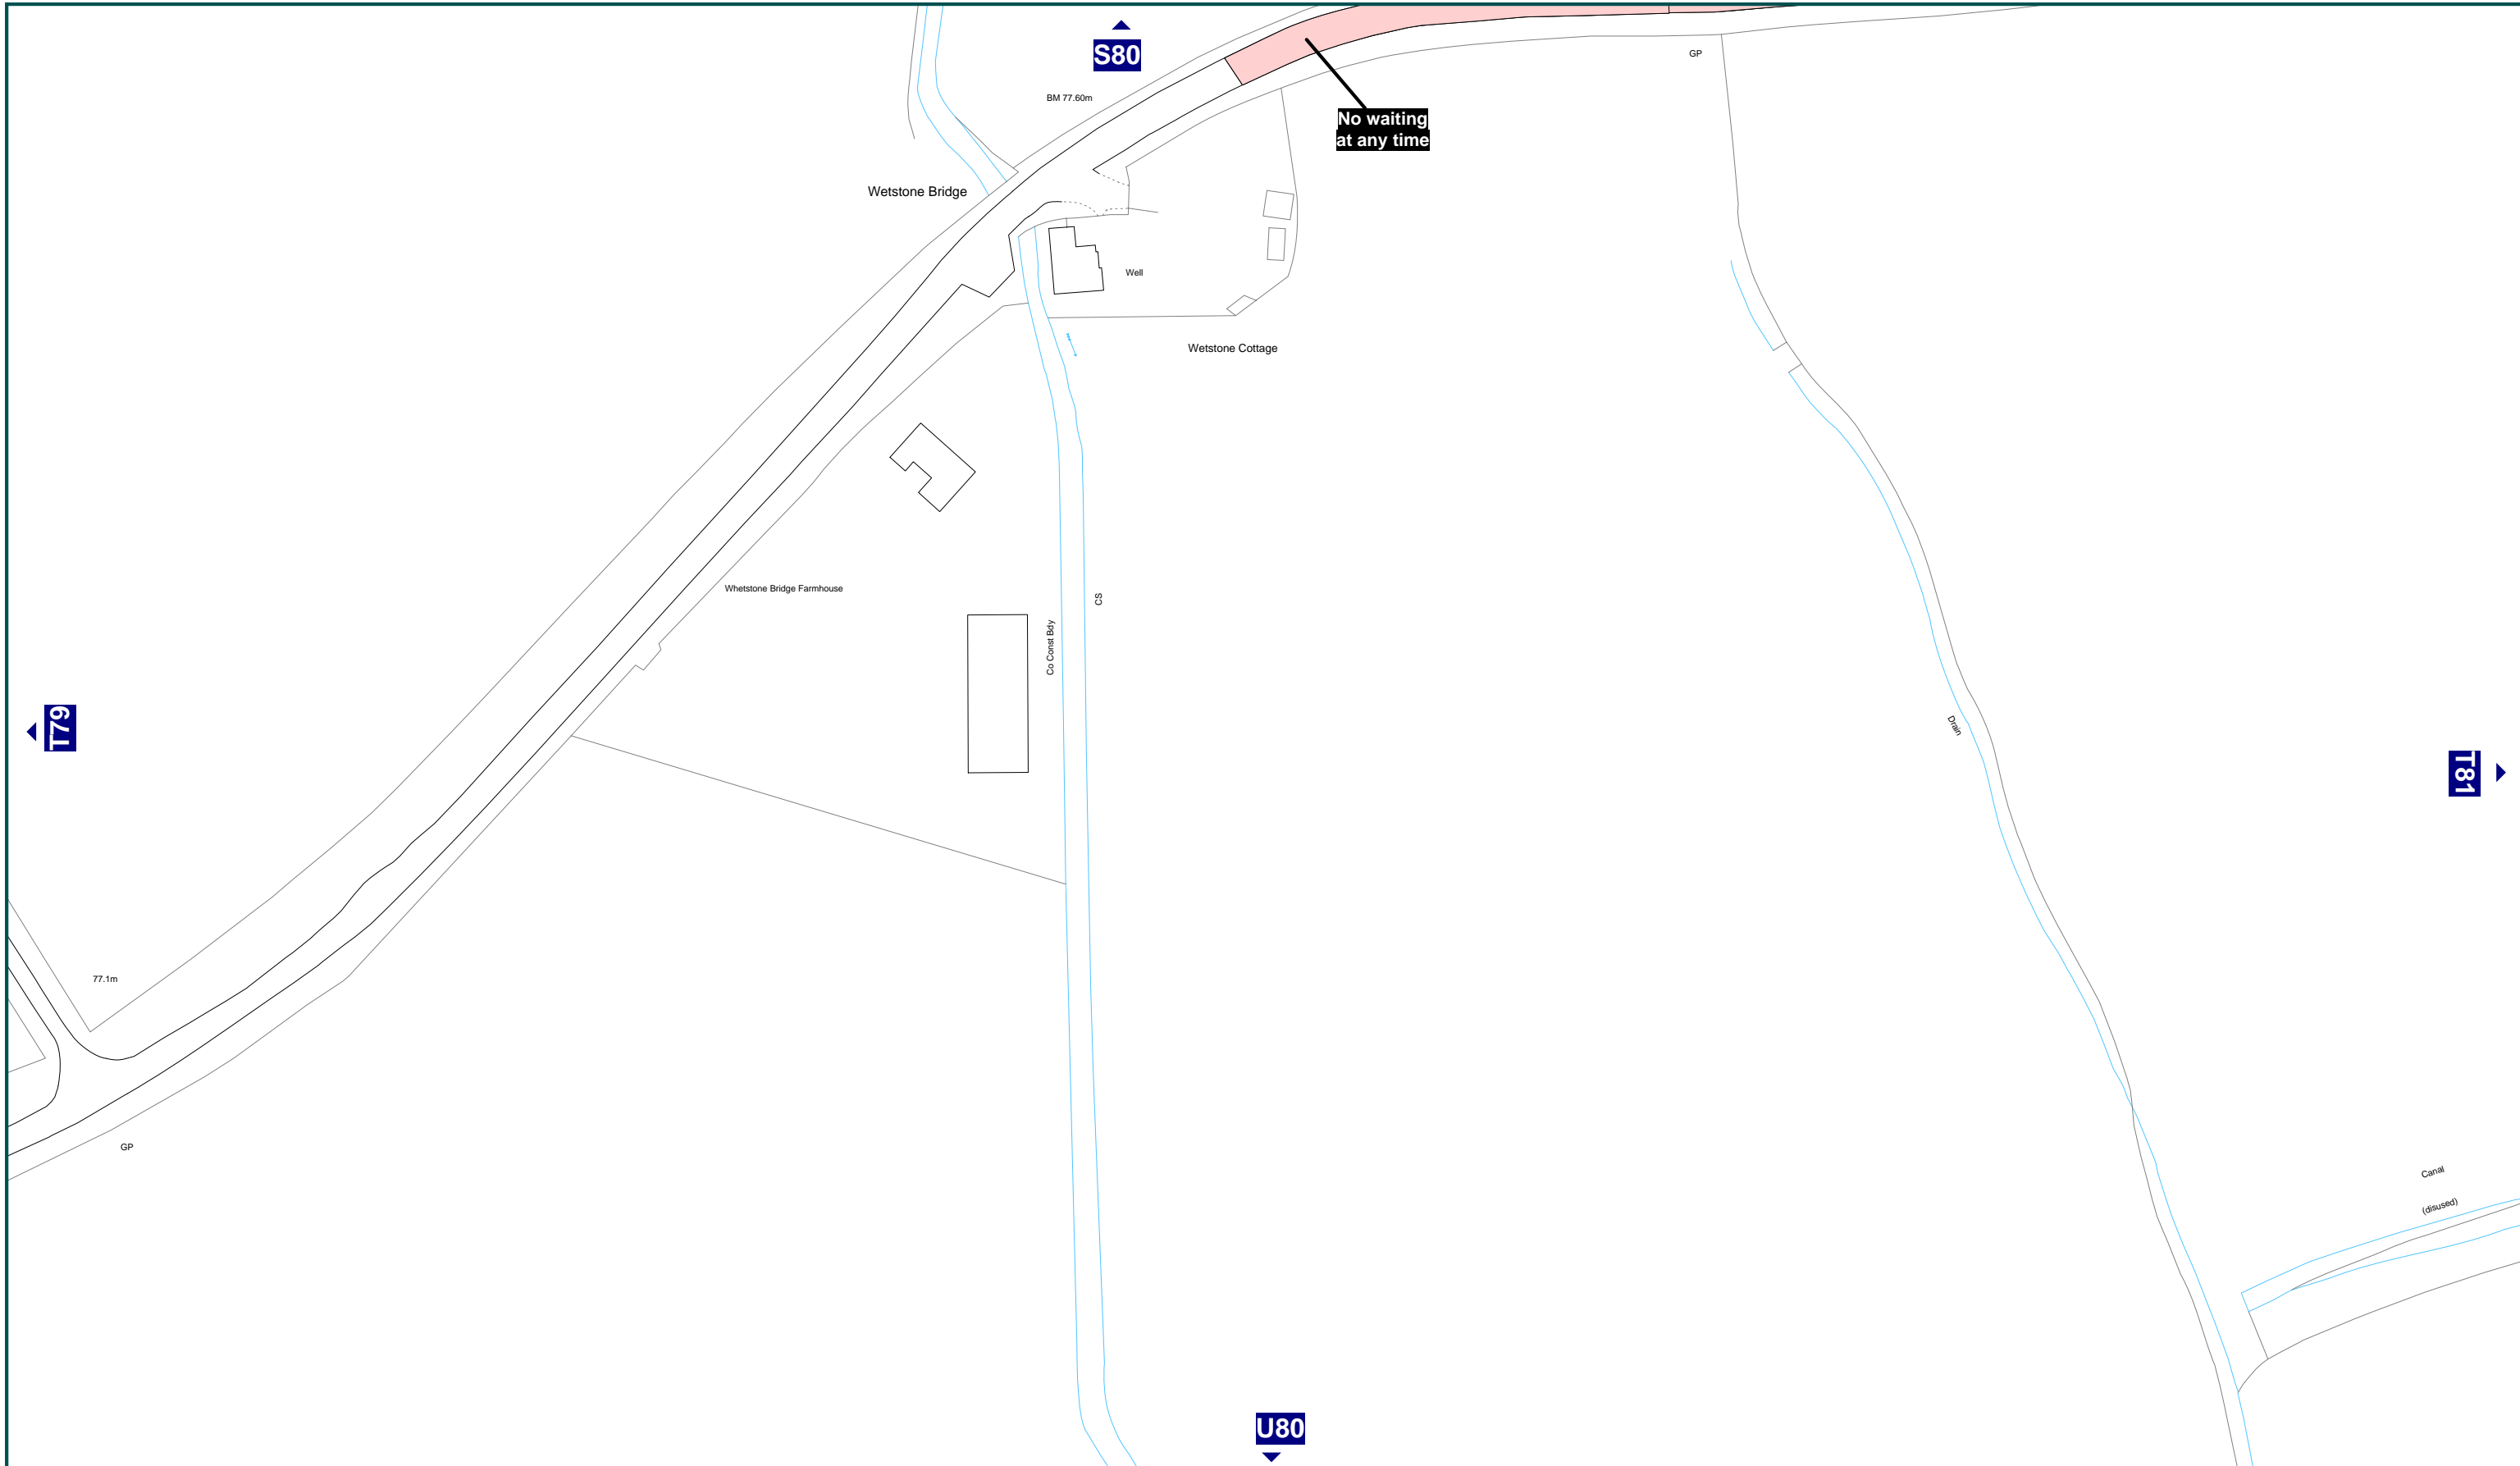 S80
GP
BM 77.60m
No waiting
at any time
Wetstone Bridge
Well
Wetstone Cottage
Whetstone Bridge Farmhouse
CS
Co Const Bdy
T79
Drain
T81
77.1m
GP
Canal
(disused)
U80